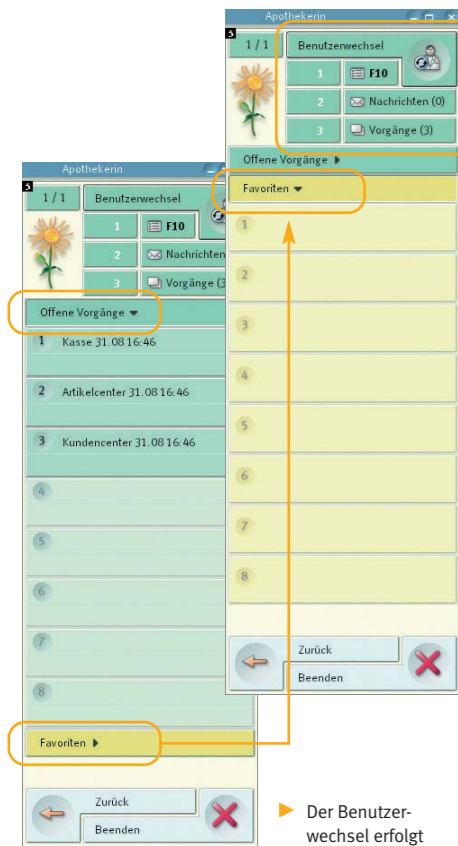 Apothekerin
5
1 / 1
Benutzerwechsel
1
F10
2
Nachrichten (0)
3
Vorgänge (3)
Offene Vorgänge
Favoriten
1
2
3
4
5
6
7
8
Zurück
Beenden
Apothekerin
5
1 / 1
Benutzerwechsel
1
F10
2
Nachrichten
3
Vorgänge (3
Offene Vorgänge
1 Kasse 31.08 16:46
2 Artikelcenter 31.08 16:46
3 Kundencenter 31.08 16:46
4
5
6
7
8
Favoriten
Zurück
Beenden
Der Benutzer-
wechsel erfolgt